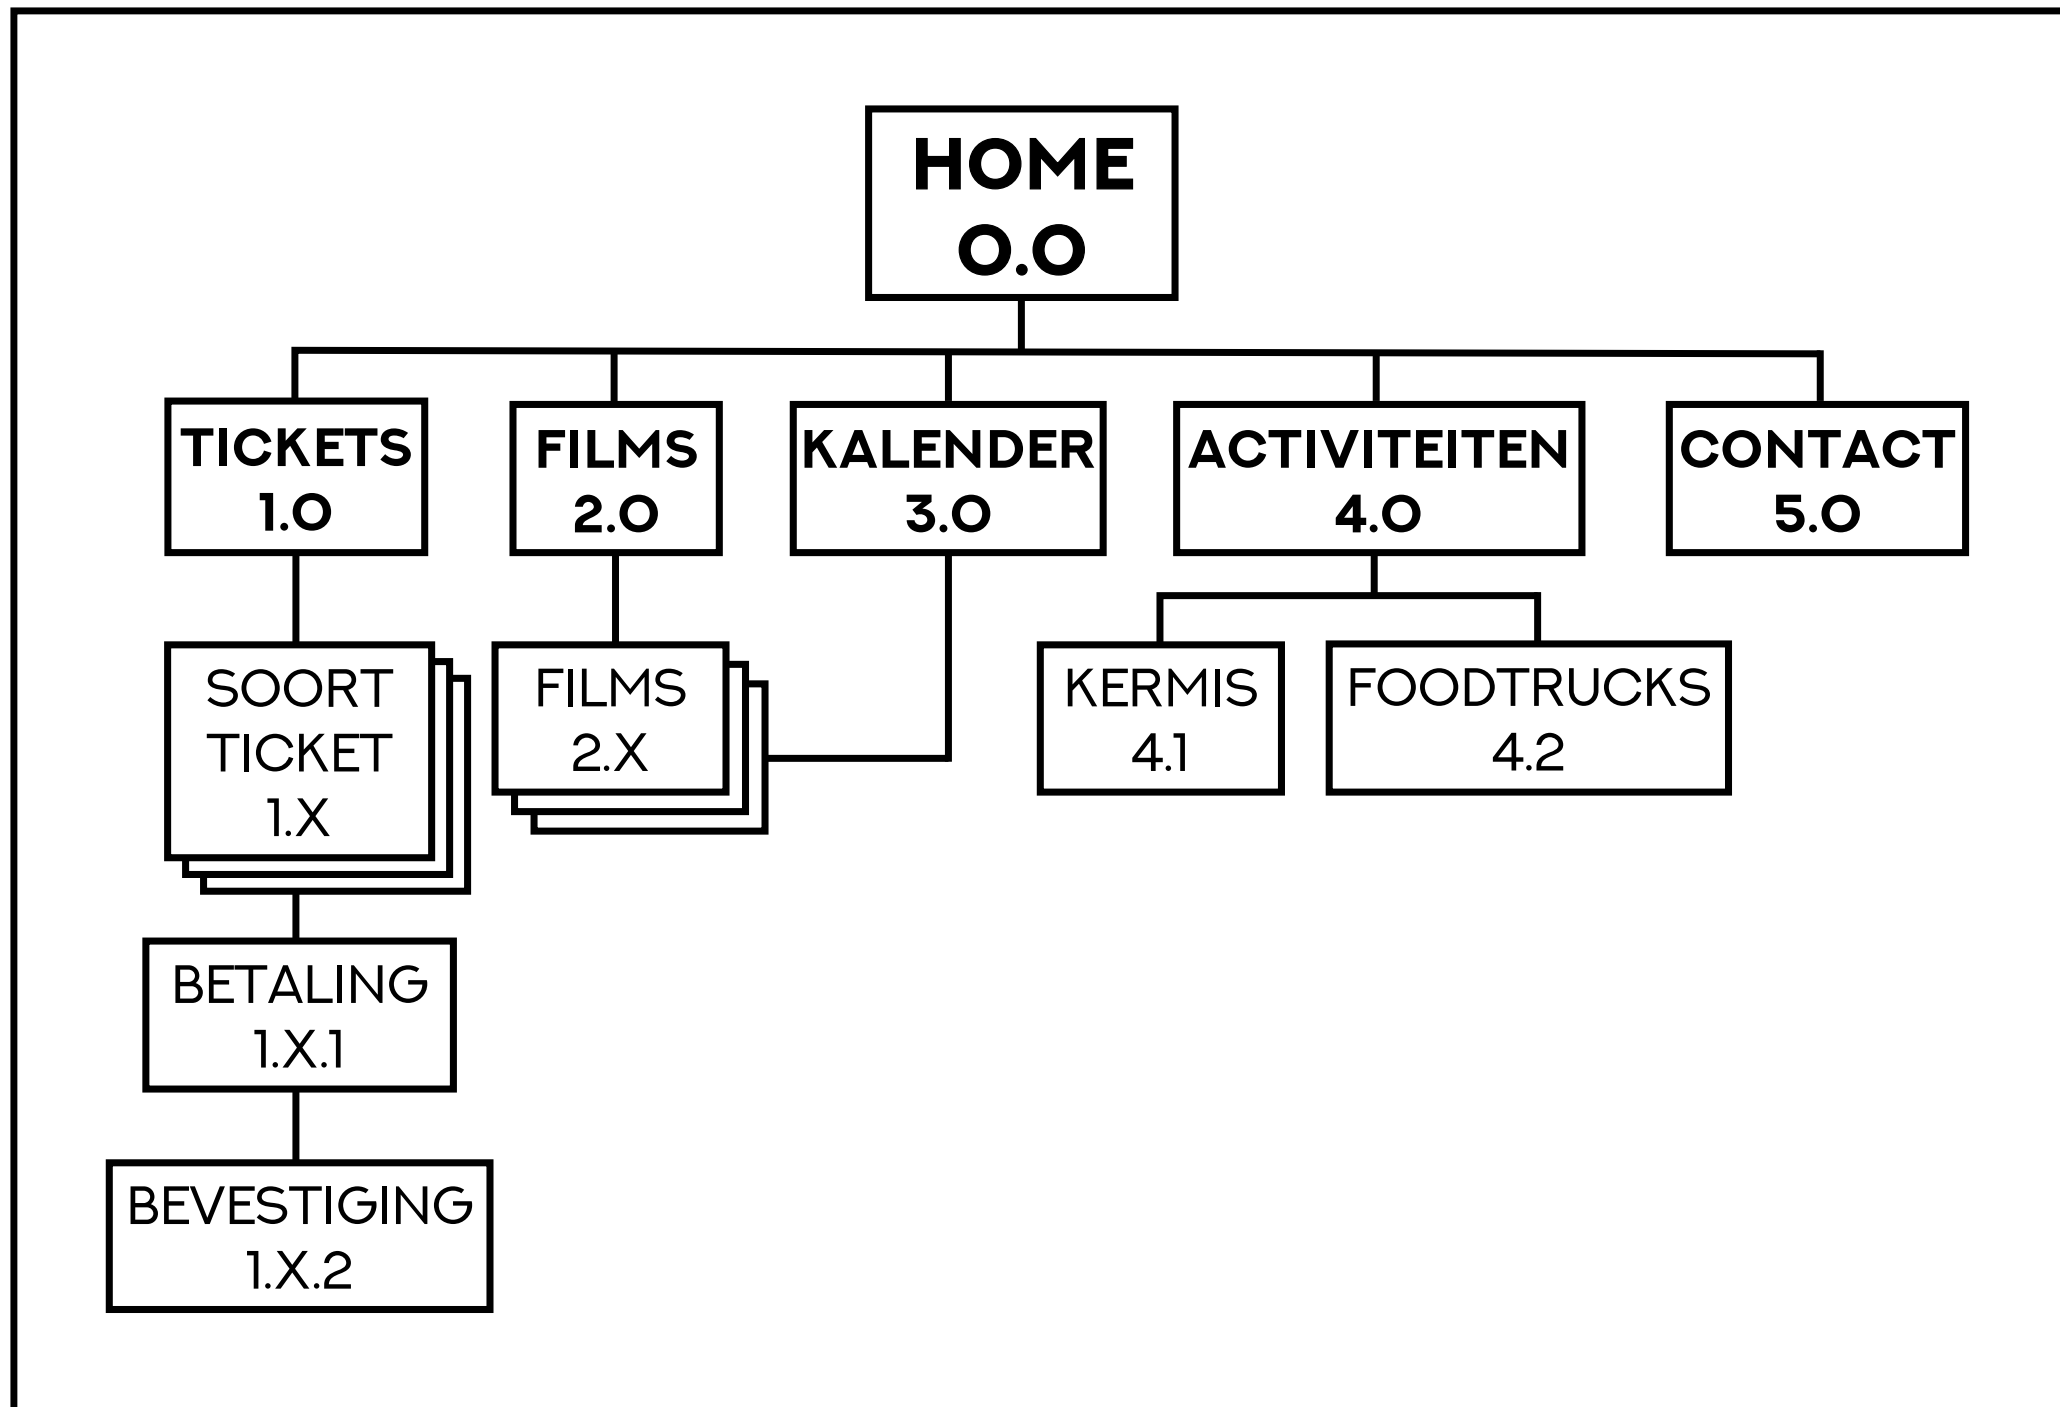 HOME
0.0
TICKETS
1.0
FILMS
2.0
KALENDER
3.0
ACTIVITEITEN
4.0
CONTACT
5.0
SOORT
TICKET
1.X
FILMS
2.X
KERMIS
4.1
FOODTRUCKS
4.2
BETALING
1.X.1
BEVESTIGING
1.X.2